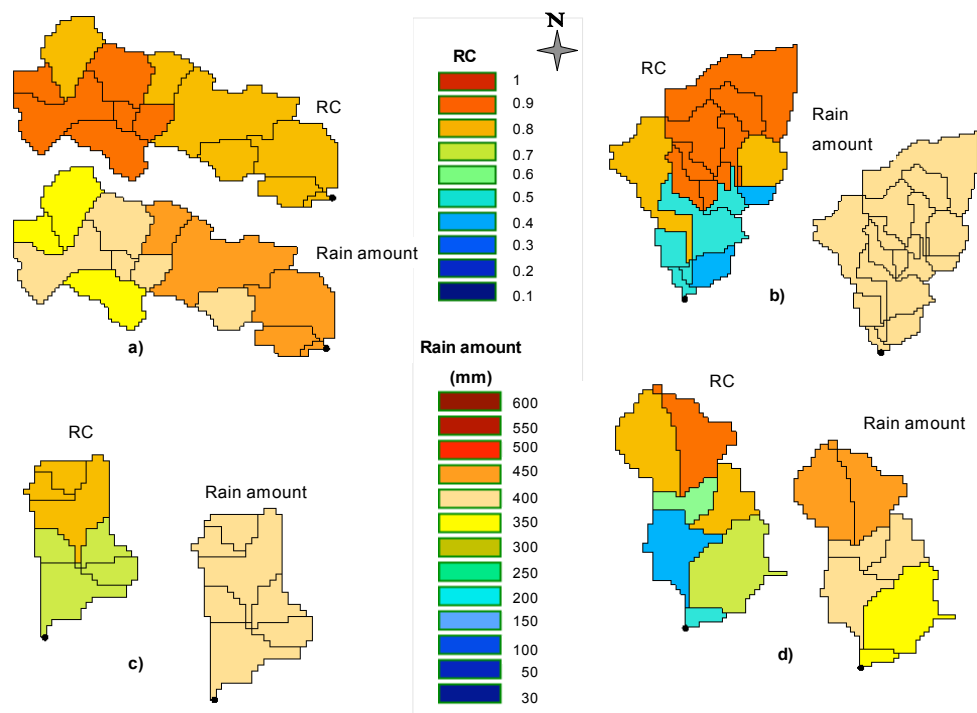 RC
Rain amount
a)
N
RC
1
0.9
0.8
0.7
0.6
0.5
0.4
0.3
0.2
0.1
Rain amount
(mm)
600
550
500
450
400
350
300
250
200
150
100
50
30
RC
Rain
amount
b)
RC
Rain amount
c)
RC
Rain amount
d)